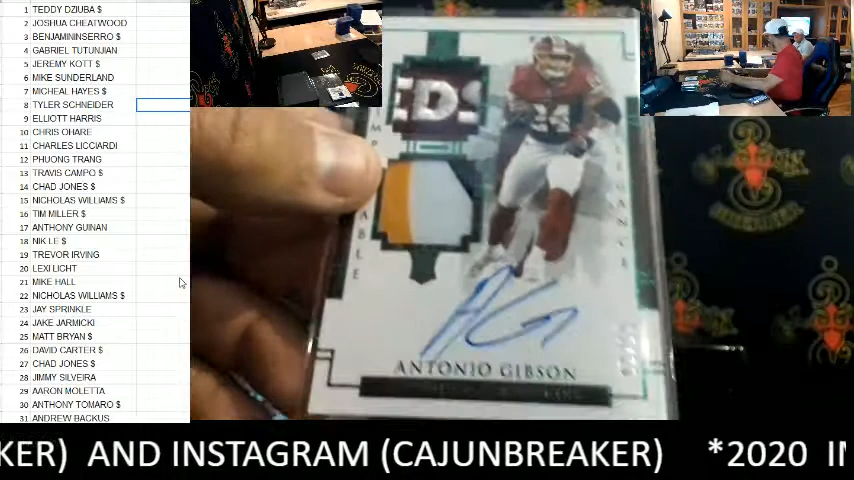 1 TEDDY DZIUBA $
2 JOSHUA CHEATWOOD
3 BENJAMININSERRO $
4 GABRIEL TUTUNJIAN
5 JEREMY KOTT $
6 MIKE SUNDERLAND
7 MICHEAL HAYES $
8 TYLER SCHNEIDER
9 ELLIOTT HARRIS
10 CHRIS OHARE
11 CHARLES LICCIARDI
12 PHUONG TRANG
13 TRAVIS CAMPO $
14 CHAD JONES $
15 NICHOLAS WILLIAMS $
16 TIM MILLER $
17 ANTHONY GUINAN
18 NIK LE $
19 TREVOR IRVING
20 LEXI LICHT
21 MIKE HALL
22 NICHOLAS WILLIAMS $
23 JAY SPRINKLE
24 JAKE JARMICKI
25 MATT BRYAN $
26 DAVID CARTER $
27 CHAD JONES $
28 JIMMY SILVEIRA
29 AARON MOLETTA
30 ANTHONY TOMARO $
31 ANDREW BACKUS
EDS
24
ELEGANCE
ANTONIO GIBSON
KER) AND INSTAGRAM (CAJUNBREAKER) *2020 IN